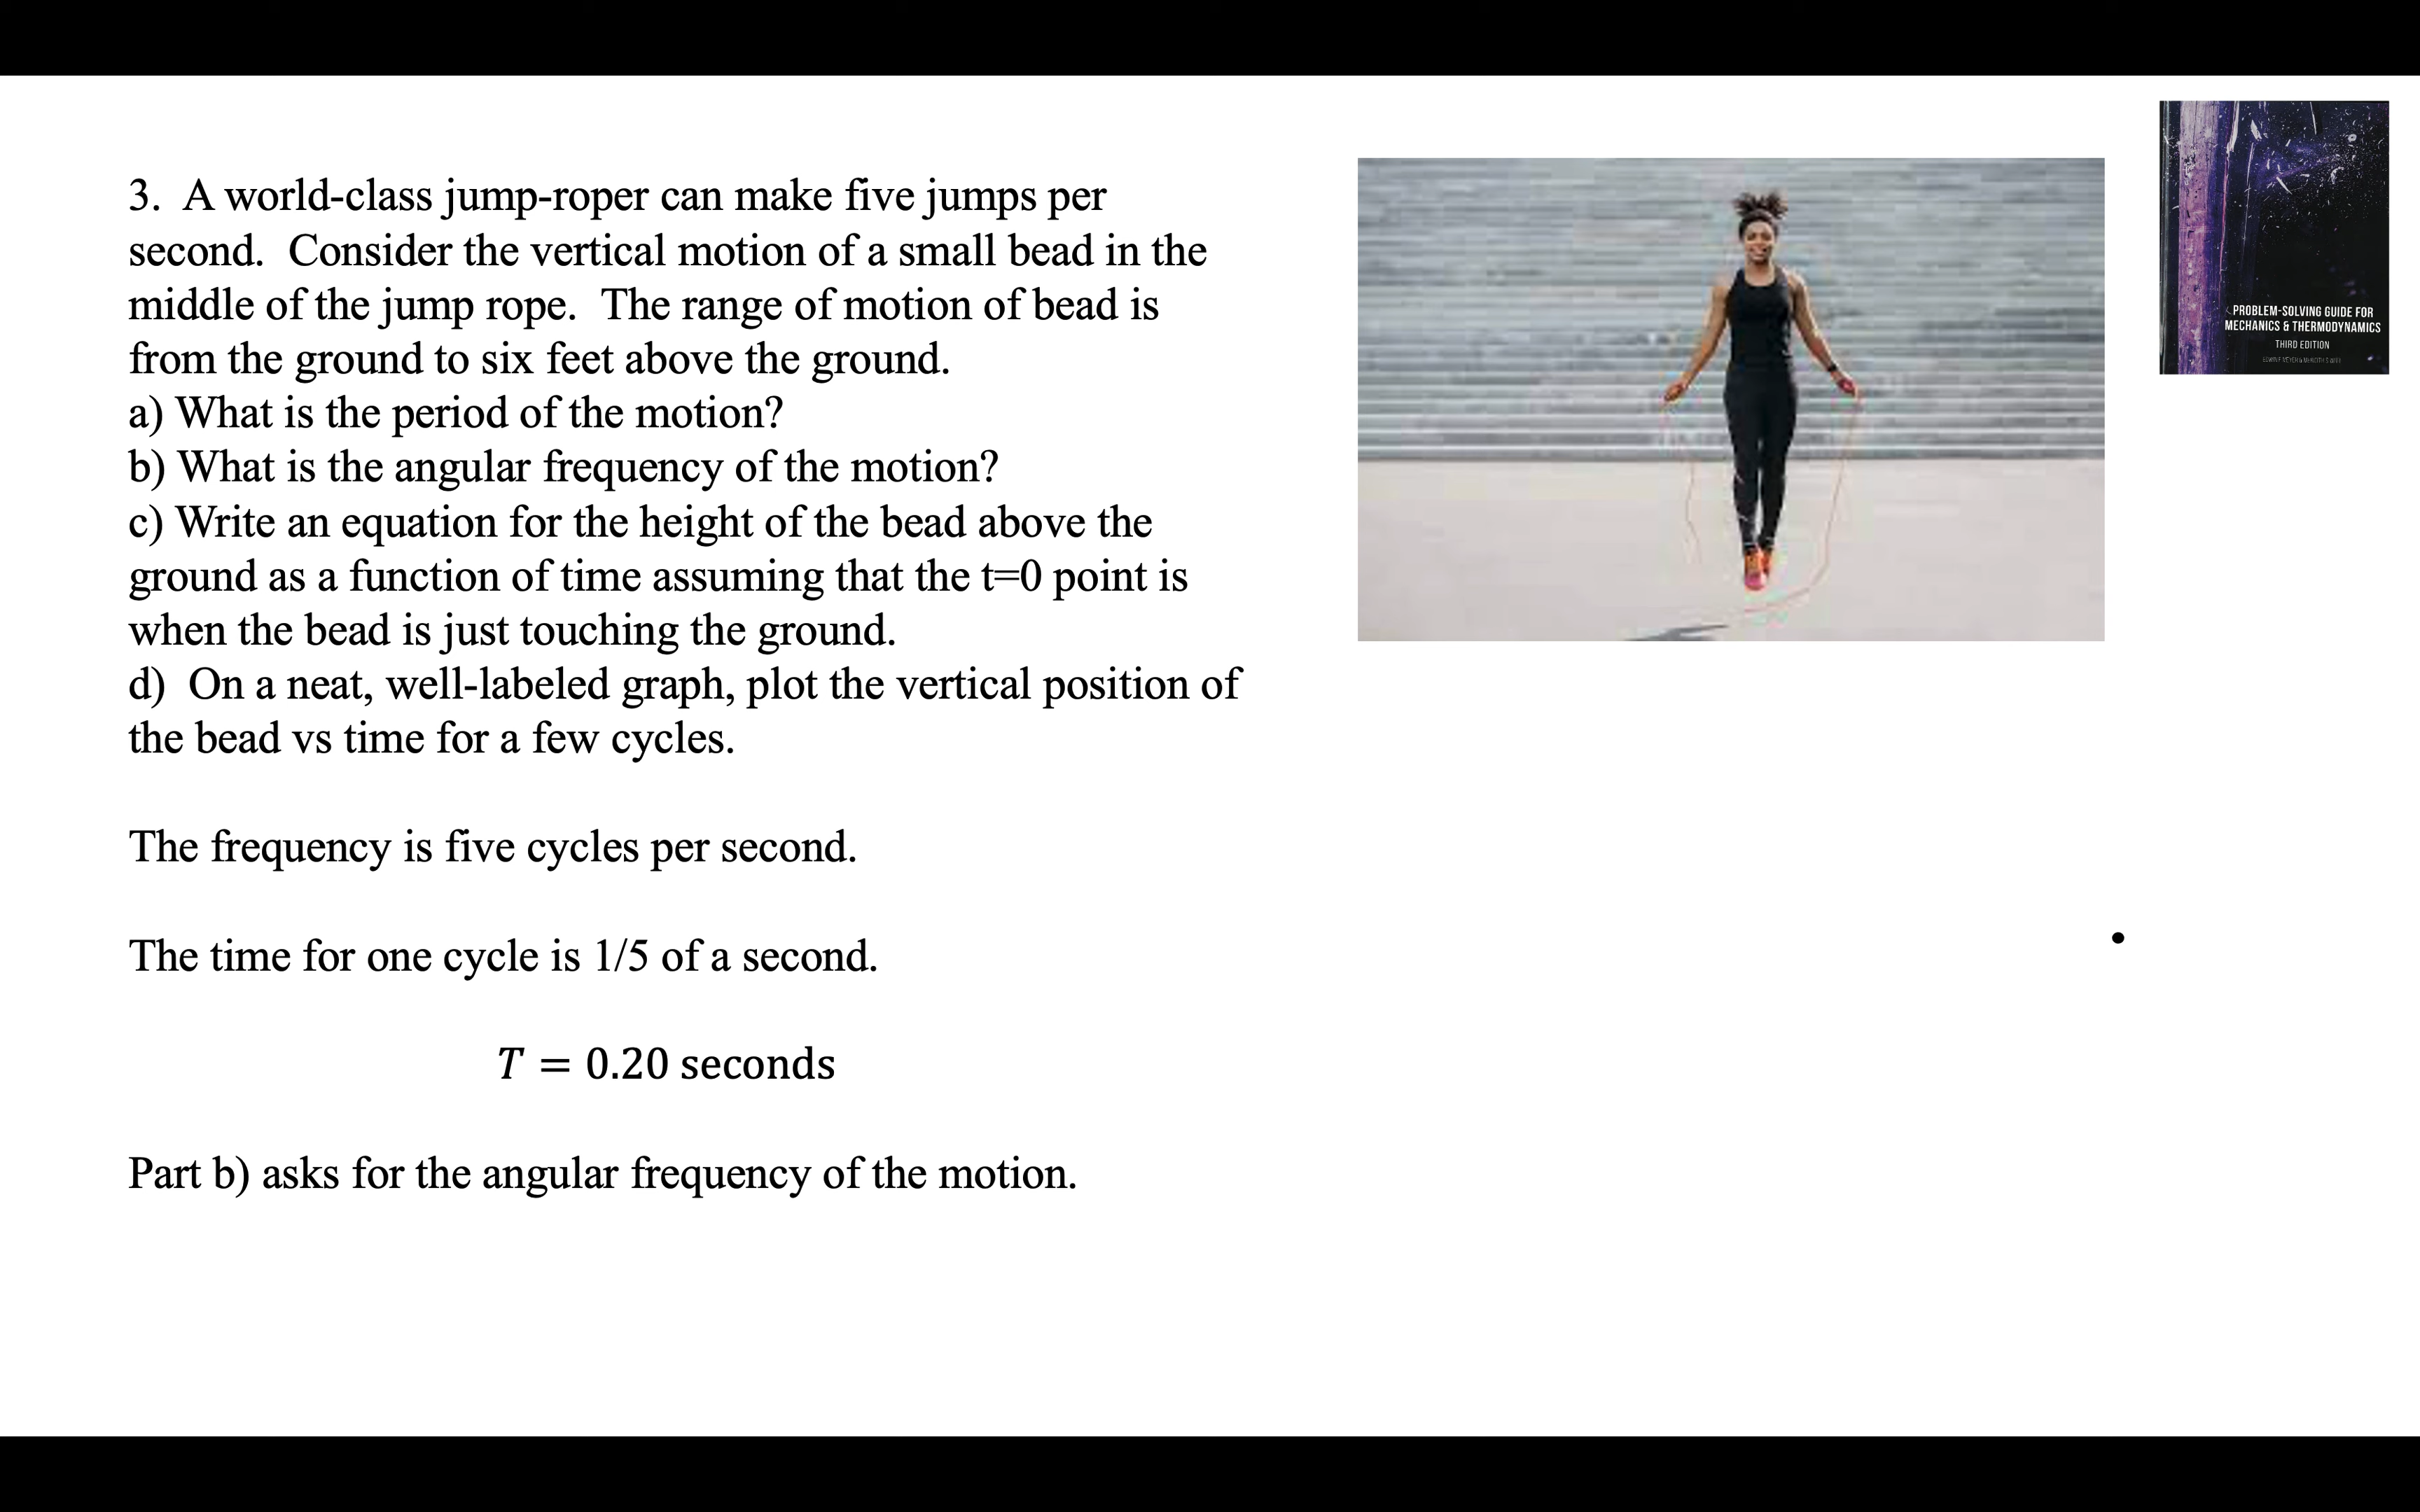 3.  A world-class jump-roper can make five jumps per
second.  Consider the vertical motion of a small bead in the
middle of the jump rope.  The range of motion of bead is
from the ground to six feet above the ground.
a) What is the period of the motion?
b) What is the angular frequency of the motion?
c) Write an equation for the height of the bead above the
ground as a function of time assuming that the t=0 point is
when the bead is just touching the ground.
d)  On a neat, well-labeled graph, plot the vertical position of
the bead vs time for a few cycles.
The frequency is five cycles per second.
The time for one cycle is 1/5 of a second.
T = 0.20 seconds
Part b) asks for the angular frequency of the motion.
PROBLEM-SOLVING GUIDE FOR
MECHANICS & THERMODYNAMICS
THIRD EDITION